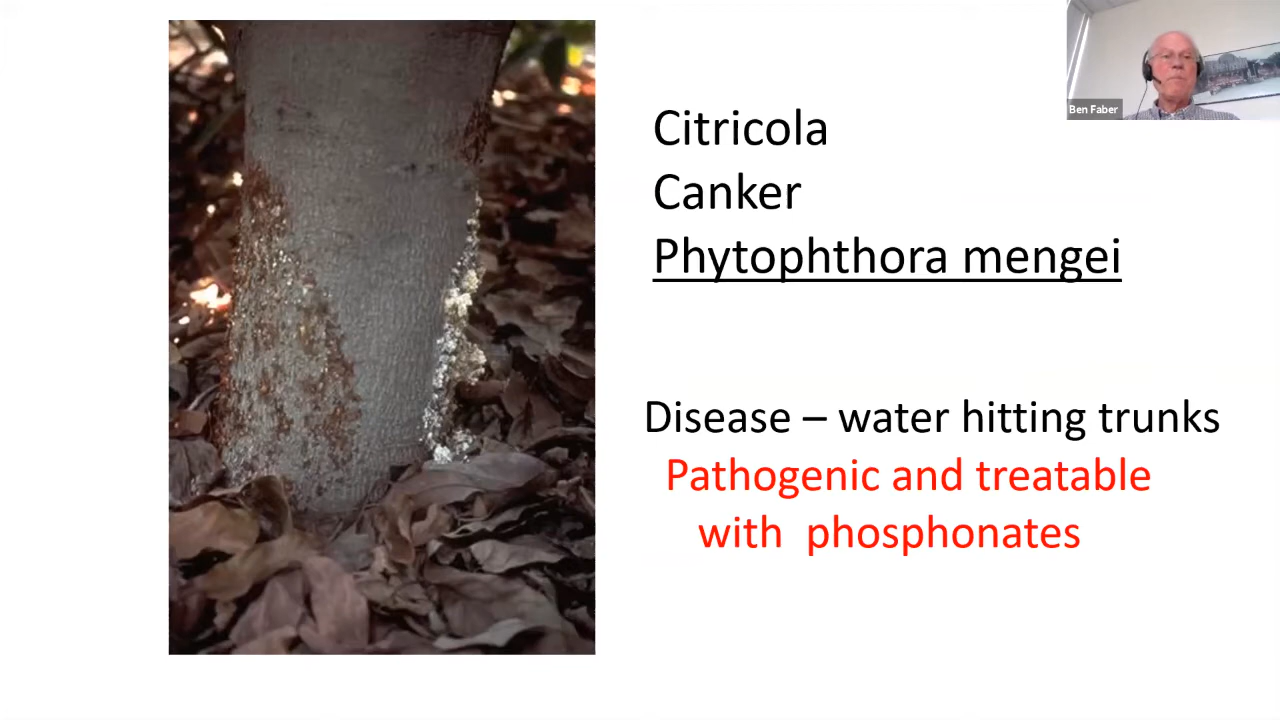 Citricola
Canker
Phytophthora mengei
Disease – water hitting trunks
Pathogenic and treatable
with phosphonates
Ben Faber